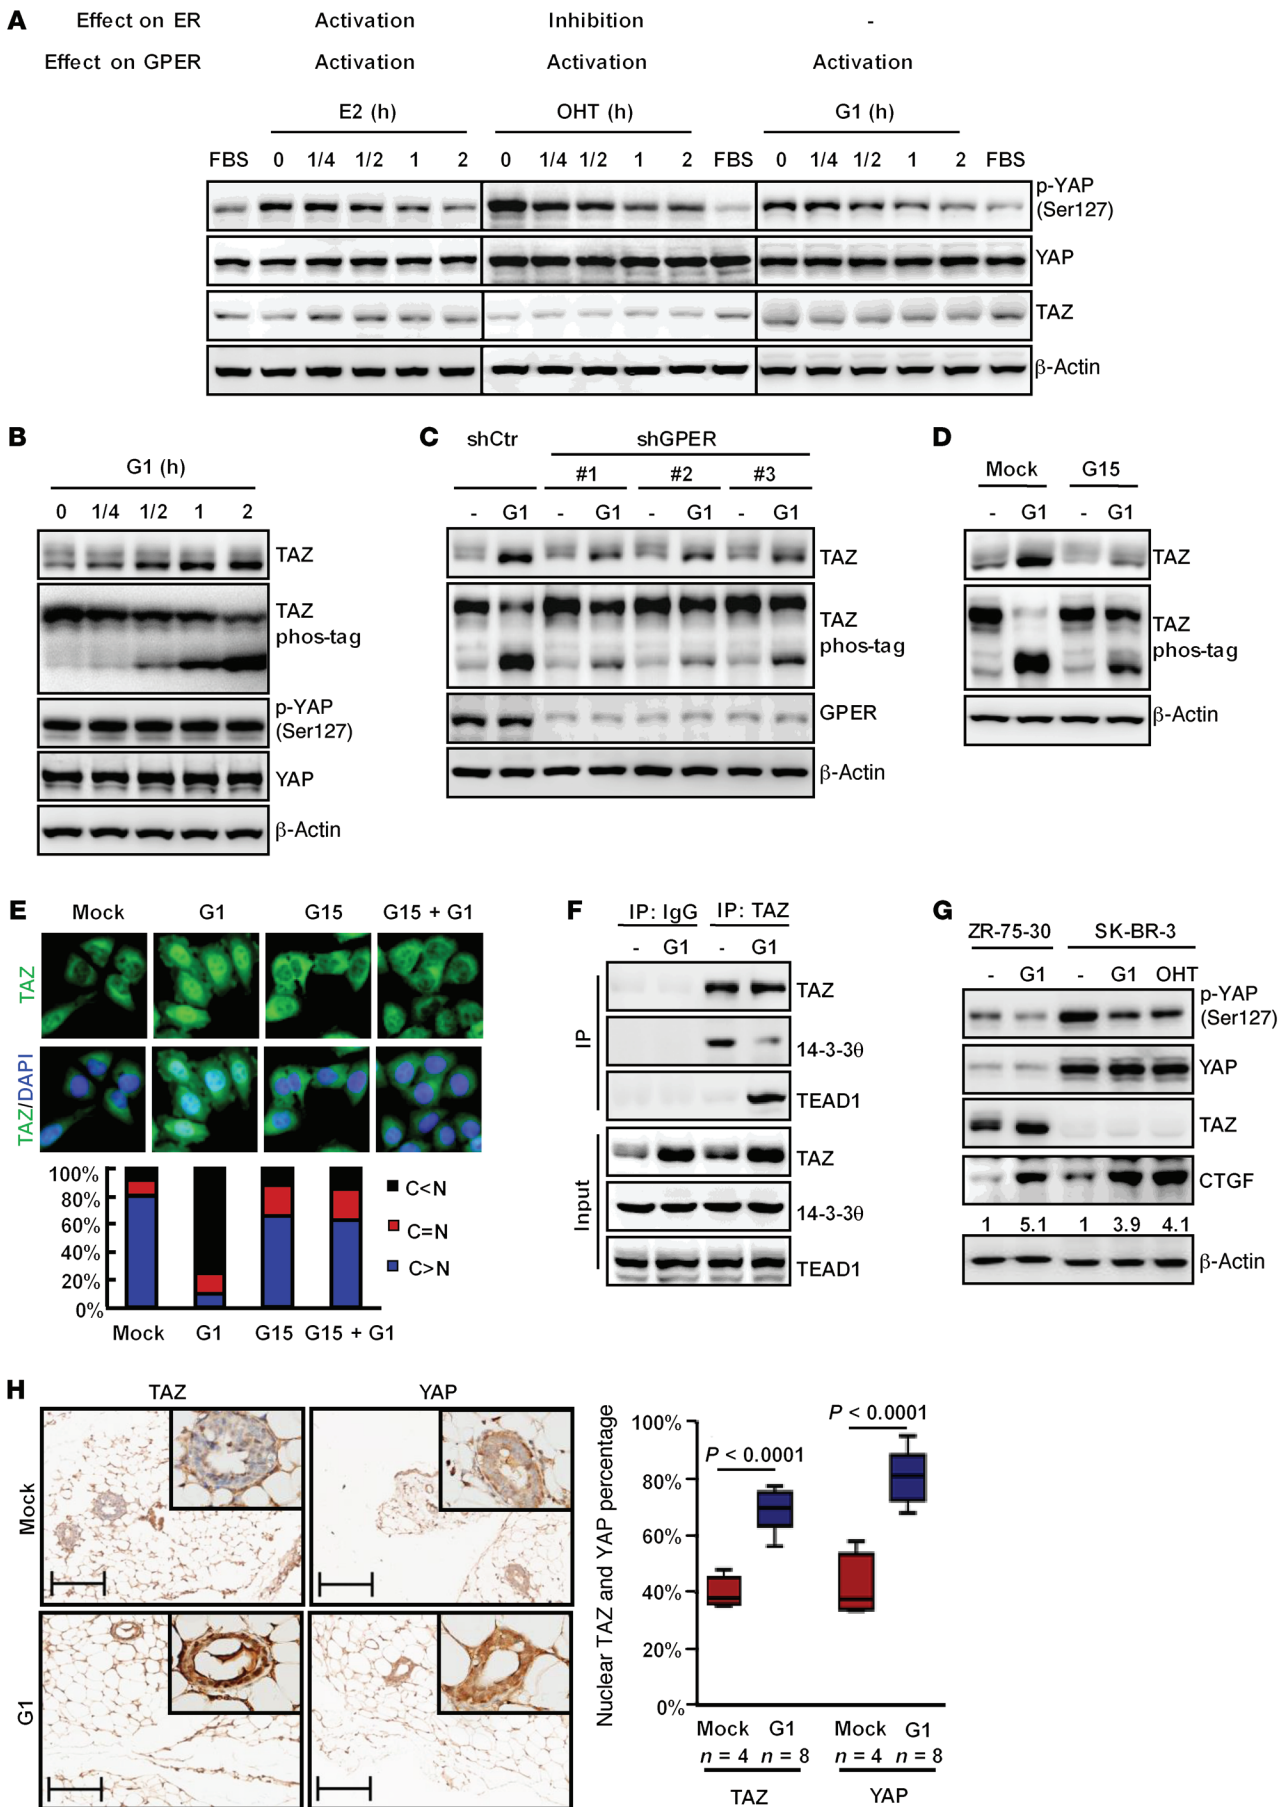 A
Effect on ER Activation Inhibition -
Effect on GPER Activation Activation Activation
E2 (h) OHT (h) G1 (h)
FBS 0 1/4 1/2 1 2 0 1/4 1/2 1 2 FBS 0 1/4 1/2 1 2 FBS
p-YAP
(Ser127)
YAP
TAZ
β-Actin
B
G1 (h)
0 1/4 1/2 1 2
TAZ
TAZ
phos-tag
p-YAP
(Ser127)
YAP
β-Actin
C
shCtr shGPER
#1 #2 #3
- G1 - G1 - G1 - G1
TAZ
TAZ
phos-tag
GPER
β-Actin
D
Mock G15
- G1 - G1
TAZ
TAZ
phos-tag
β-Actin
E
Mock G1 G15 G15 + G1
TAZ
TAZ/DAPI
100%
80%
60%
40%
20%
0%
C<N
C=N
C>N
Mock G1 G15 G15 + G1
F
IP: IgG IP: TAZ
- G1 - G1
IP
TAZ
14-3-3θ
TEAD1
Input
TAZ
14-3-3θ
TEAD1
G
ZR-75-30 SK-BR-3
- G1 - G1 OHT
p-YAP
(Ser127)
YAP
TAZ
CTGF
1 5.1 1 3.9 4.1
β-Actin
H
TAZ YAP
Mock
G1
Nuclear TAZ and YAP percentage
100%
80%
60%
40%
20%
0%
P < 0.0001
P < 0.0001
Mock G1 Mock G1
n = 4 n = 8 n = 4 n = 8
TAZ YAP